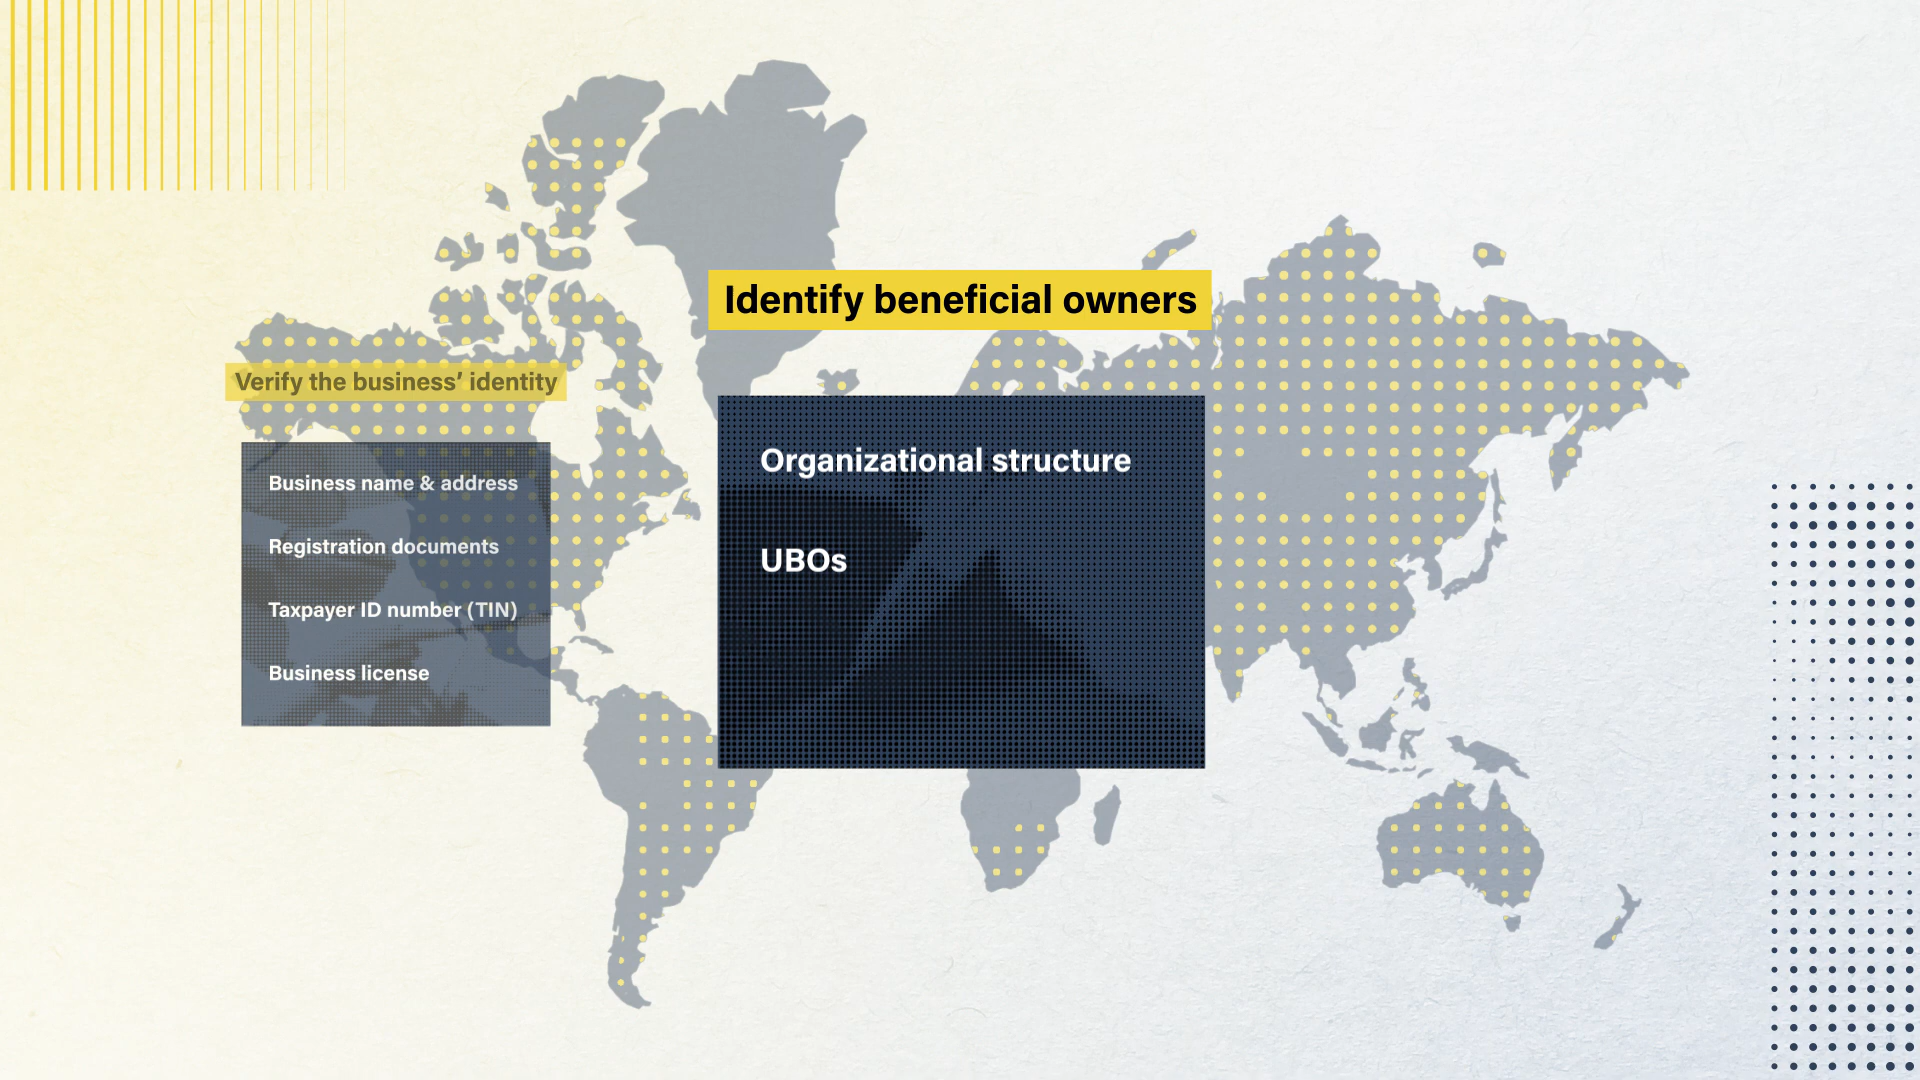 Verify the business’ identity
Business name & address
Registration documents
Taxpayer ID number (TIN)
Business license
Identify beneficial owners
Organizational structure
UBOs